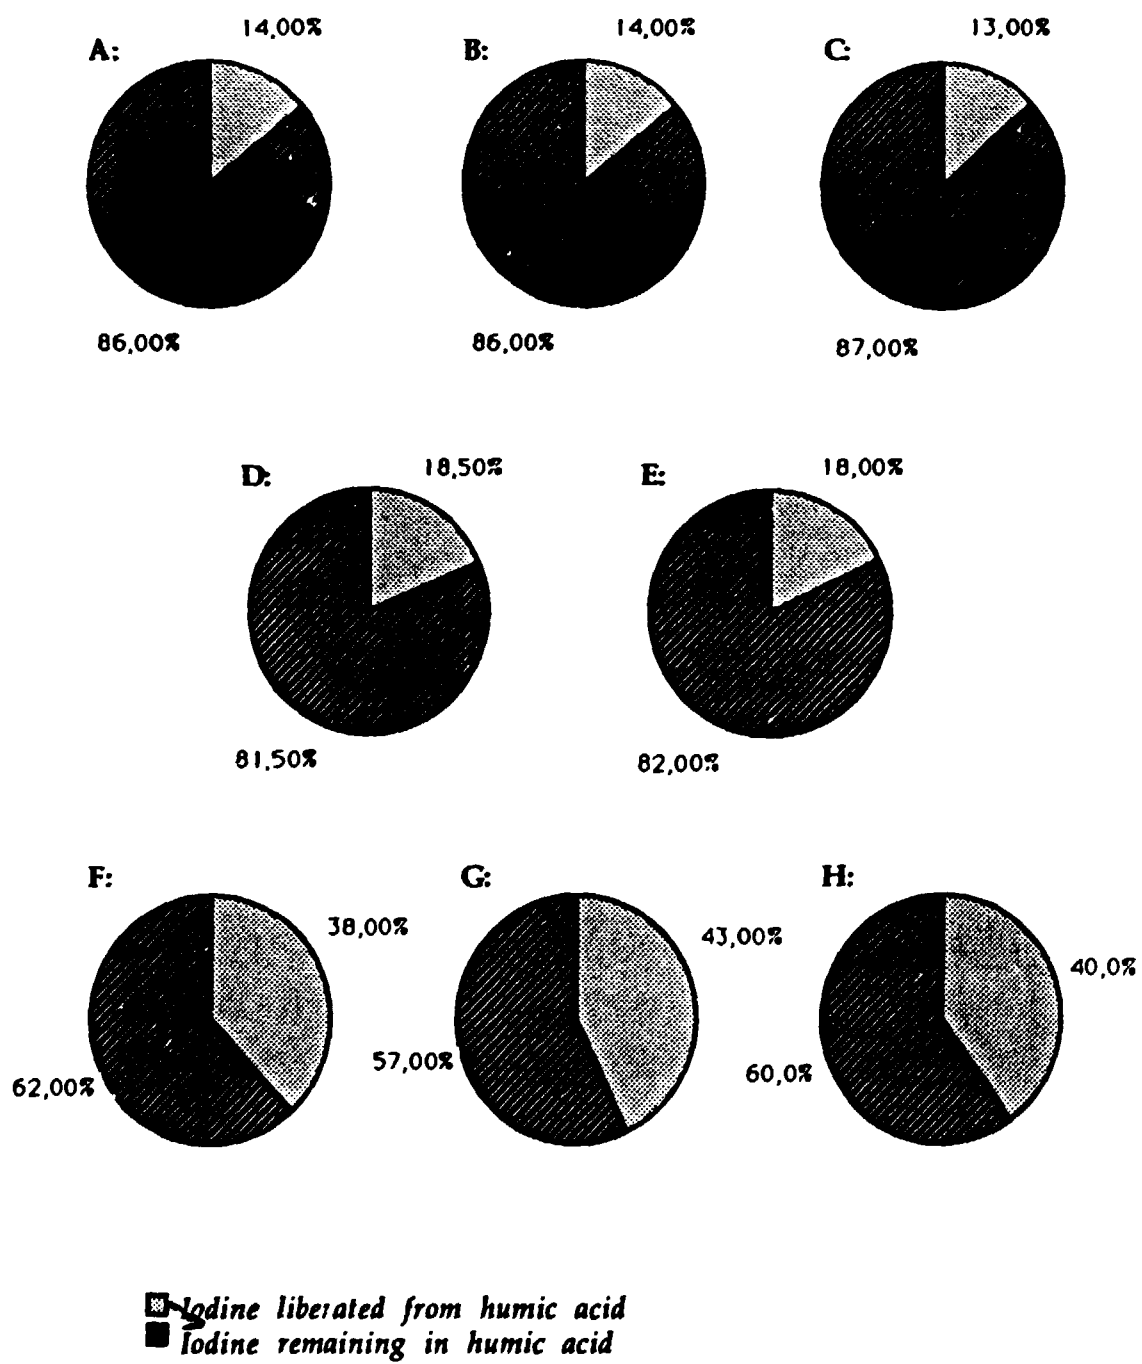 14,00%
A:
86,00%
14,00%
B:
86,00%
13,00%
C:
87,00%
18,50%
D:
81,50%
18,00%
E:
82,00%
F:
38,00%
62,00%
G:
43,00%
57,00%
H:
40,0%
60,0%
Iodine liberated from humic acid
Iodine remaining in humic acid